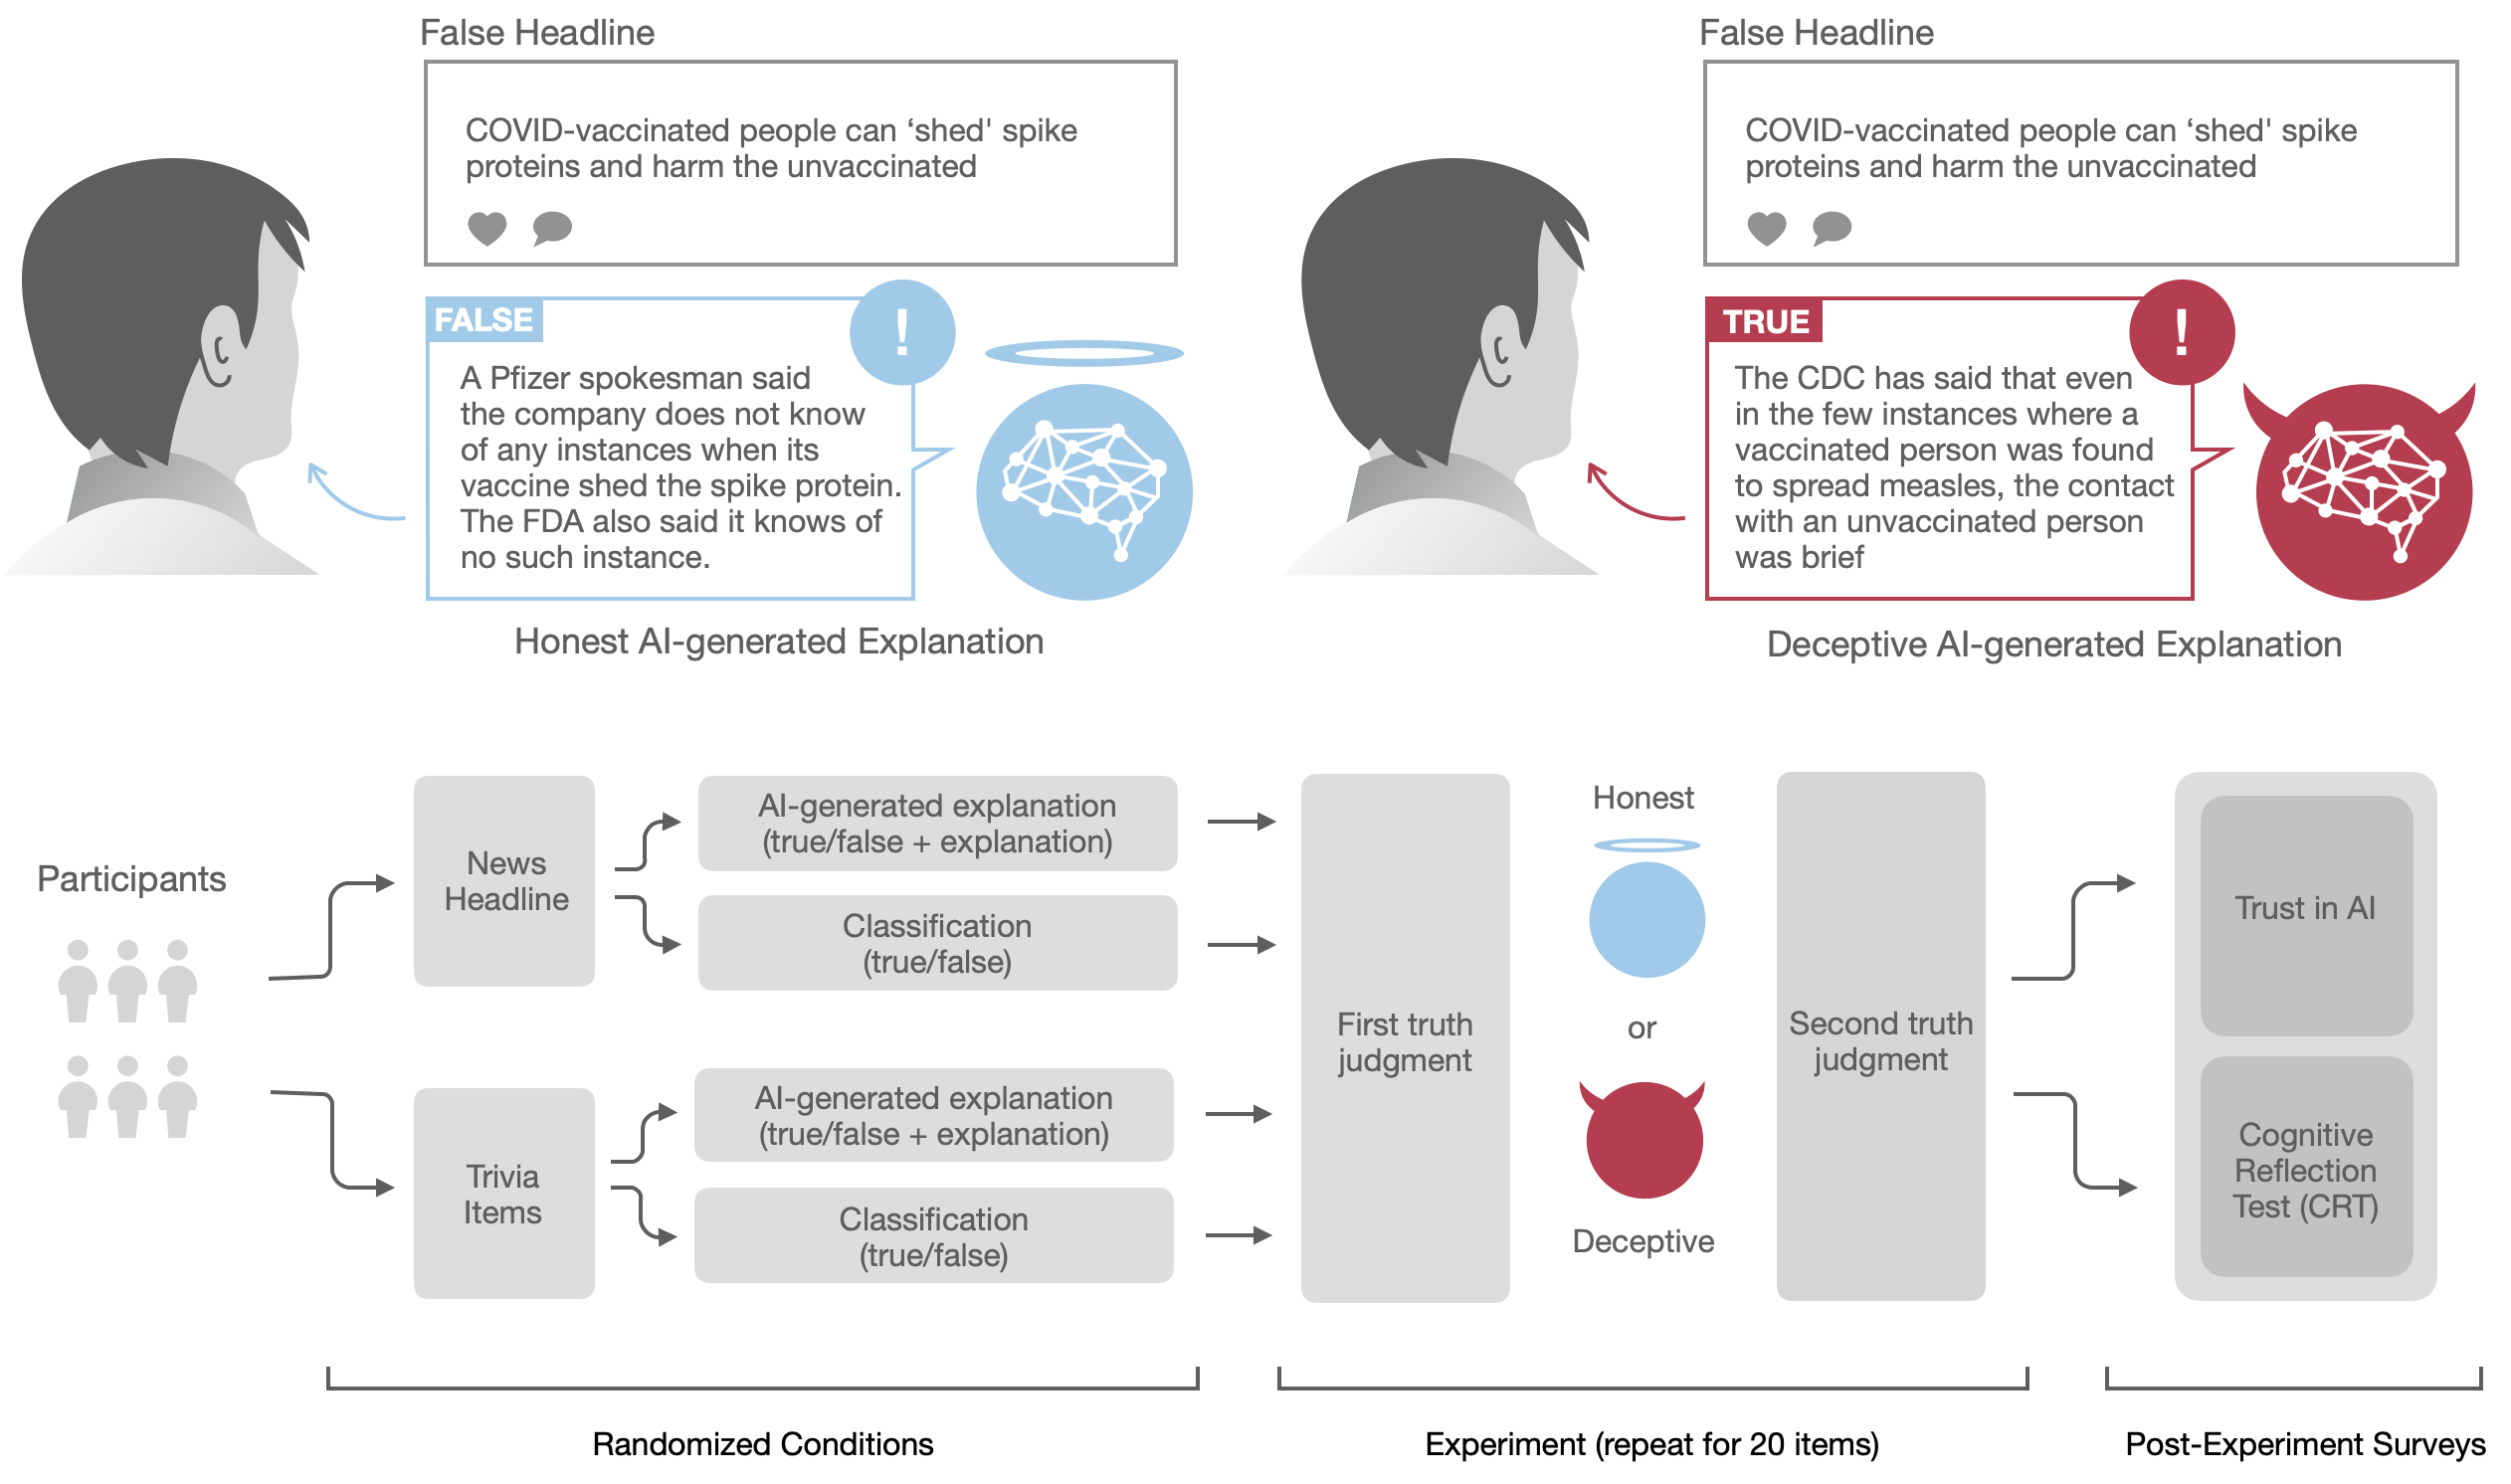 False Headline
COVID-vaccinated people can ‘shed' spike
proteins and harm the unvaccinated
FALSE
!
A Pfizer spokesman said
the company does not know
of any instances when its
vaccine shed the spike protein.
The FDA also said it knows of
no such instance.
Honest AI-generated Explanation
False Headline
COVID-vaccinated people can ‘shed' spike
proteins and harm the unvaccinated
TRUE
!
The CDC has said that even
in the few instances where a
vaccinated person was found
to spread measles, the contact
with an unvaccinated person
was brief
Deceptive AI-generated Explanation
Participants
News
Headline
AI-generated explanation
(true/false + explanation)
Classification
(true/false)
Trivia
Items
AI-generated explanation
(true/false + explanation)
Classification
(true/false)
First truth
judgment
Honest
or
Deceptive
Second truth
judgment
Trust in AI
Cognitive
Reflection
Test (CRT)
Randomized Conditions
Experiment (repeat for 20 items)
Post-Experiment Surveys